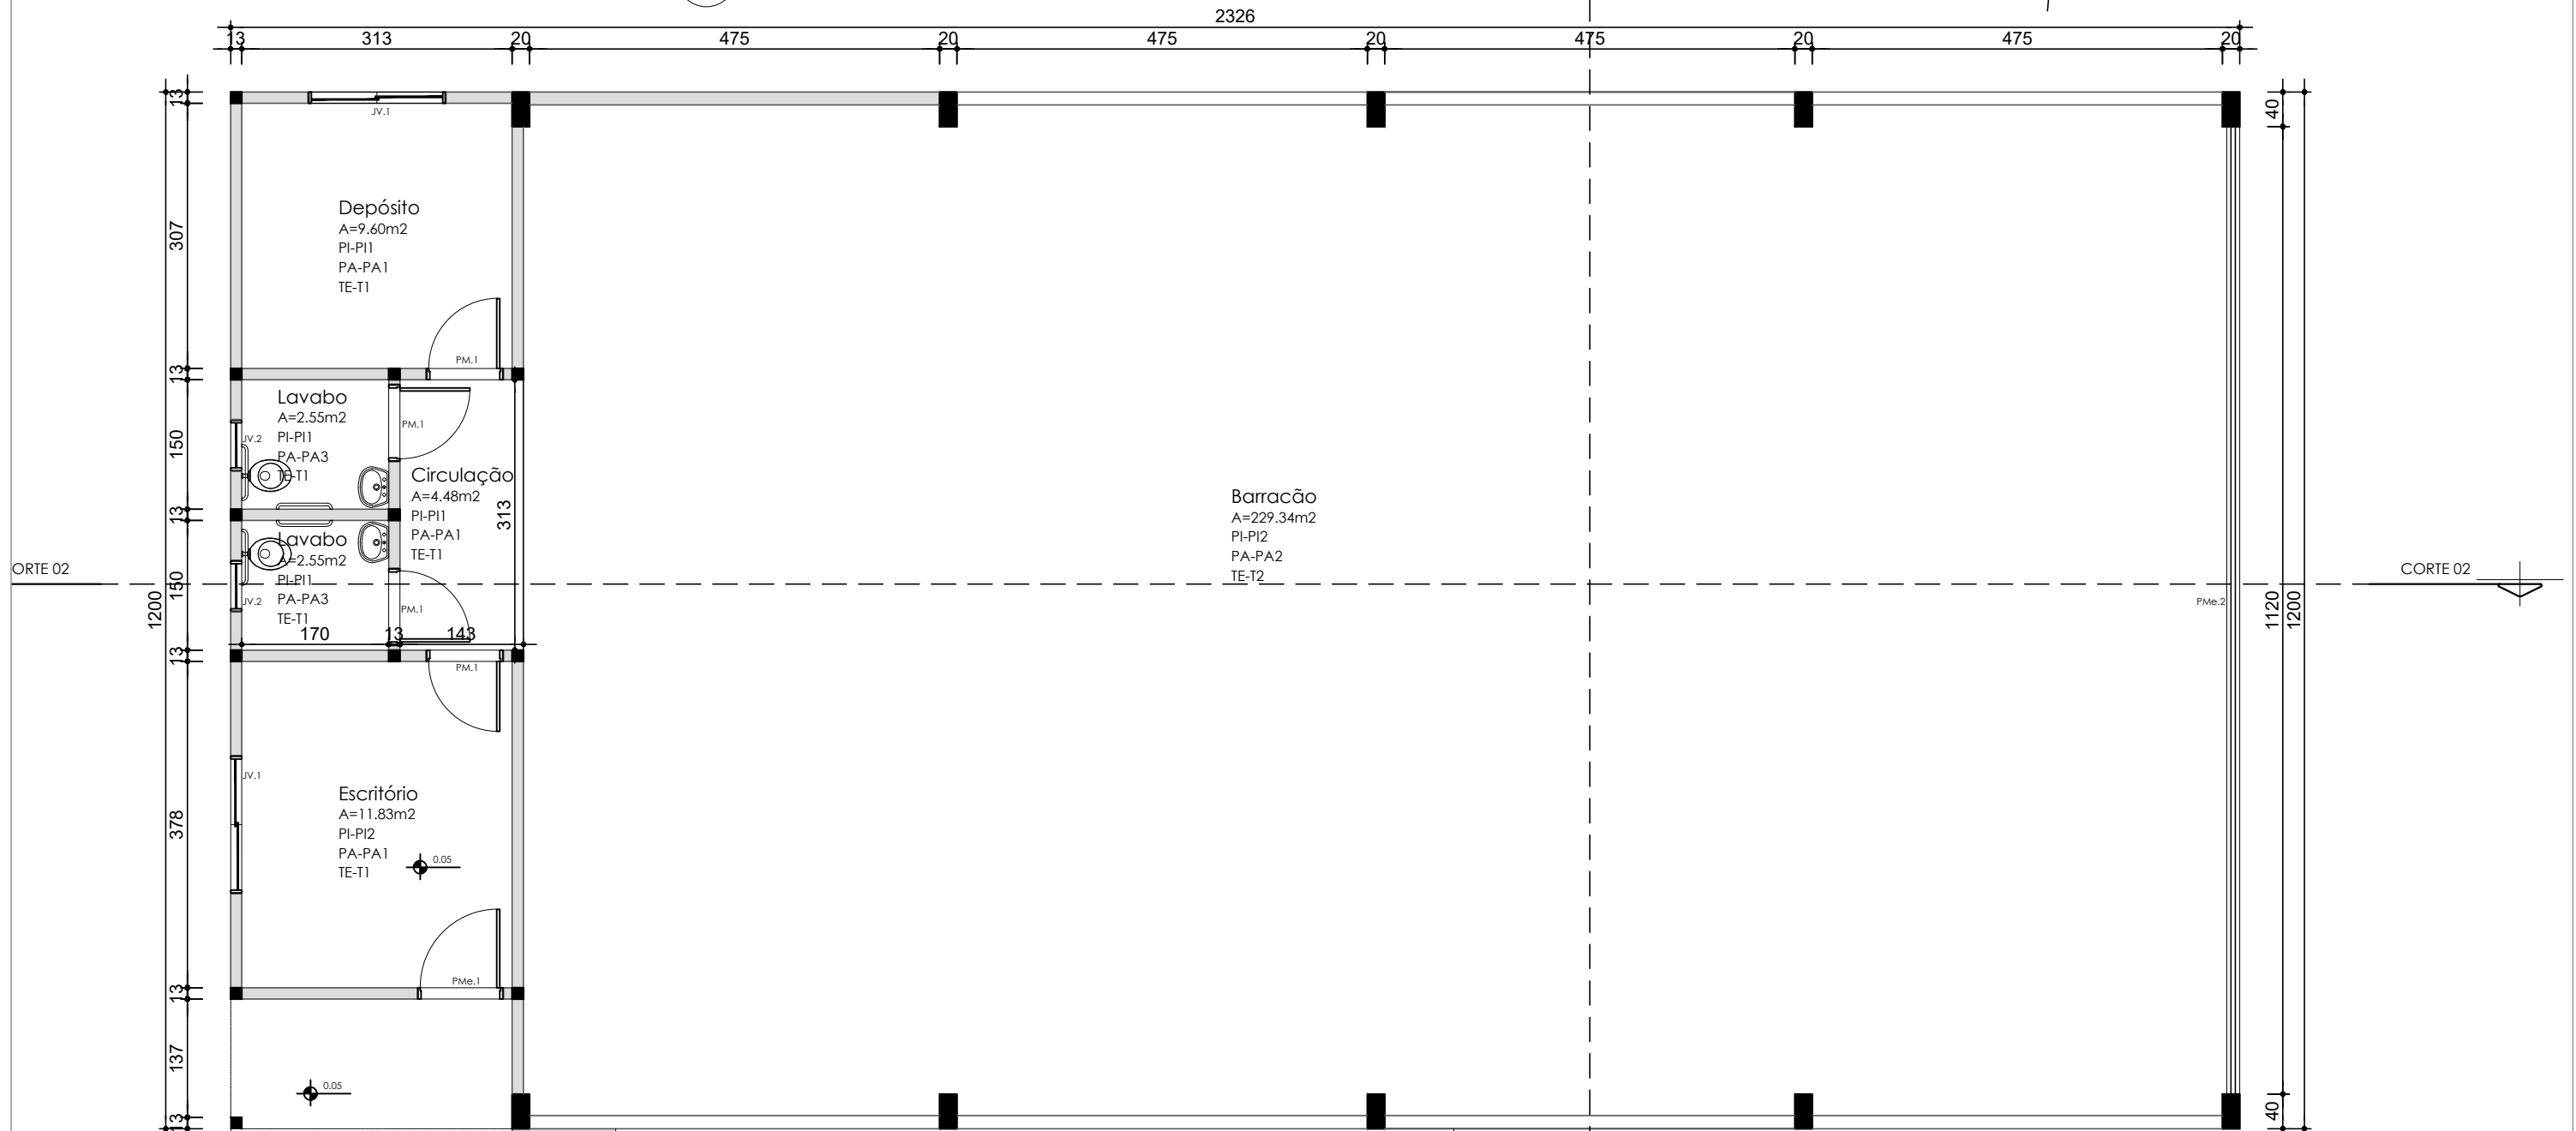 2326
13 313 20 475 20 475 20 475 20 475 20
13
JV.1
40
307
Depósito
A=9.60m2
PI-PI1
PA-PA1
TE-T1
PM.1
13
Lavabo
A=2.55m2
PI-PI1
PA-PA3
TE-T1
JV.2
150
PM.1
Circulação
A=4.48m2
PI-PI1
PA-PA1
TE-T1
313
13
Lavabo
A=2.55m2
PI-PI1
PA-PA3
TE-T1
JV.2
150
PM.1
170 13 143
Barracão
A=229.34m2
PI-PI2
PA-PA2
TE-T2
ORTE 02
CORTE 02
PMe.2
1200
1120
1200
13
PM.1
JV.1
378
Escritório
A=11.83m2
PI-PI2
PA-PA1
TE-T1
0.05
PMe.1
13
137
0.05
13
40